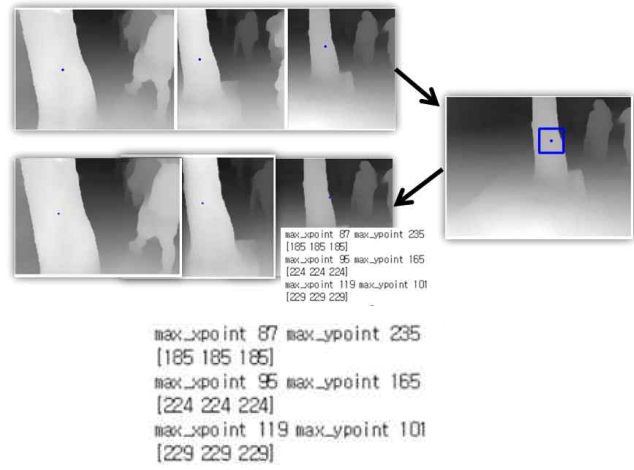 max_xpoint 87 max_ypoint 235
[185 185 185]
max_xpoint 95 max_ypoint 165
[224 224 224]
max_xpoint 119 max_ypoint 101
[229 229 229]
max_xpoint 87 max_ypoint 235
[185 185 185]
max_xpoint 95 max_ypoint 165
[224 224 224]
max_xpoint 119 max_ypoint 101
[229 229 229]